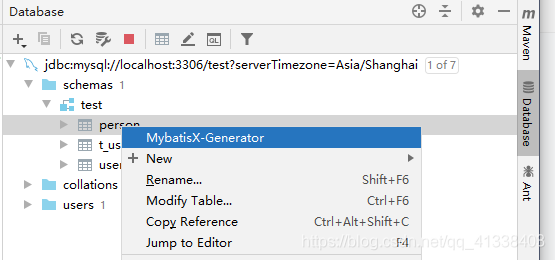 Database
QL
jdbc:mysql://localhost:3306/test?serverTimezone=Asia/Shanghai 1 of 7
schemas 1
test
person
MybatisX-Generator
t_us
New
user
Rename... Shift+F6
collations
Modify Table... Ctrl+F6
users 1
Copy Reference Ctrl+Alt+Shift+C
Jump to Editor F4
Maven
Database
Ant
https://blog.csdn.net/qq_41338408